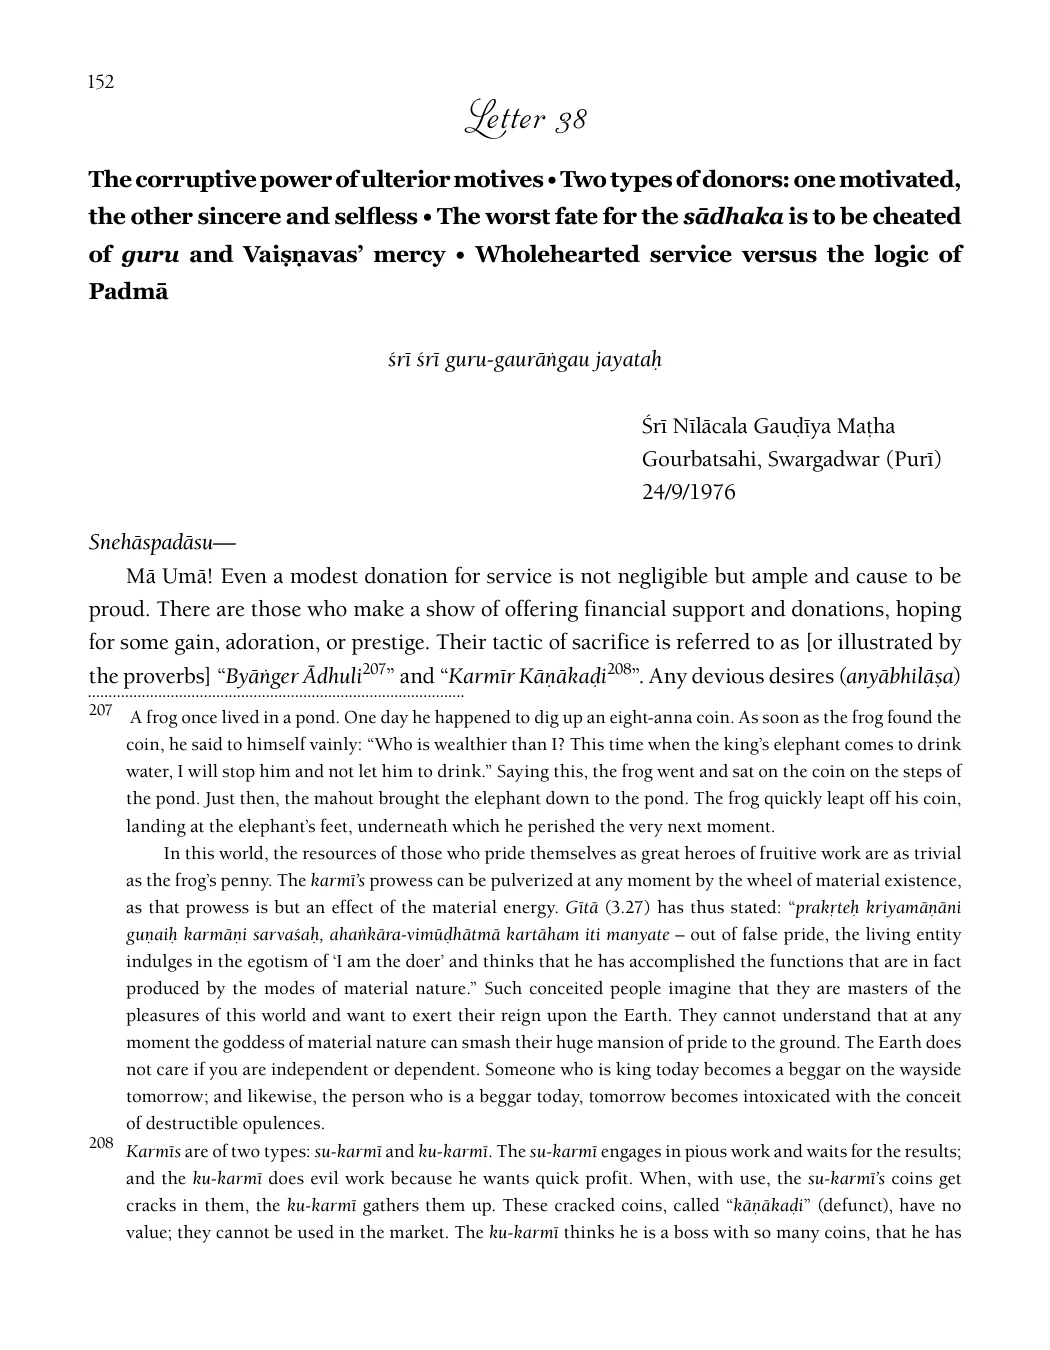 152
Letter 38
The corruptive power of ulterior motives • Two types of donors: one motivated,
the other sincere and selfless • The worst fate for the sādhaka is to be cheated
of guru and Vaiṣṇavas’ mercy • Wholehearted service versus the logic of
Padmā
śrī śrī guru-gaurāṅgau jayataḥ
Śrī Nīlācala Gauḍīya Maṭha
Gourbatsahi, Swargadwar (Purī)
24/9/1976
Snehāspadāsu—
Mā Umā! Even a modest donation for service is not negligible but ample and cause to be
proud. There are those who make a show of offering financial support and donations, hoping
for some gain, adoration, or prestige. Their tactic of sacrifice is referred to as [or illustrated by
the proverbs] “Byāṅger Ādhuli207” and “Karmīr Kāṇākaḍi208”. Any devious desires (anyābhilāṣa)
207 A frog once lived in a pond. One day he happened to dig up an eight-anna coin. As soon as the frog found the
coin, he said to himself vainly: “Who is wealthier than I? This time when the king’s elephant comes to drink
water, I will stop him and not let him to drink.” Saying this, the frog went and sat on the coin on the steps of
the pond. Just then, the mahout brought the elephant down to the pond. The frog quickly leapt off his coin,
landing at the elephant’s feet, underneath which he perished the very next moment.
In this world, the resources of those who pride themselves as great heroes of fruitive work are as trivial
as the frog’s penny. The karmī’s prowess can be pulverized at any moment by the wheel of material existence,
as that prowess is but an effect of the material energy. Gītā (3.27) has thus stated: “prakṛteḥ kriyamāṇāni
guṇaiḥ karmāṇi sarvaśaḥ, ahaṅkāra-vimūḍhātmā kartāham iti manyate – out of false pride, the living entity
indulges in the egotism of ‘I am the doer’ and thinks that he has accomplished the functions that are in fact
produced by the modes of material nature.” Such conceited people imagine that they are masters of the
pleasures of this world and want to exert their reign upon the Earth. They cannot understand that at any
moment the goddess of material nature can smash their huge mansion of pride to the ground. The Earth does
not care if you are independent or dependent. Someone who is king today becomes a beggar on the wayside
tomorrow; and likewise, the person who is a beggar today, tomorrow becomes intoxicated with the conceit
of destructible opulences.
208 Karmīs are of two types: su-karmī and ku-karmī. The su-karmī engages in pious work and waits for the results;
and the ku-karmī does evil work because he wants quick profit. When, with use, the su-karmī’s coins get
cracks in them, the ku-karmī gathers them up. These cracked coins, called “kāṇākaḍi” (defunct), have no
value; they cannot be used in the market. The ku-karmī thinks he is a boss with so many coins, that he has